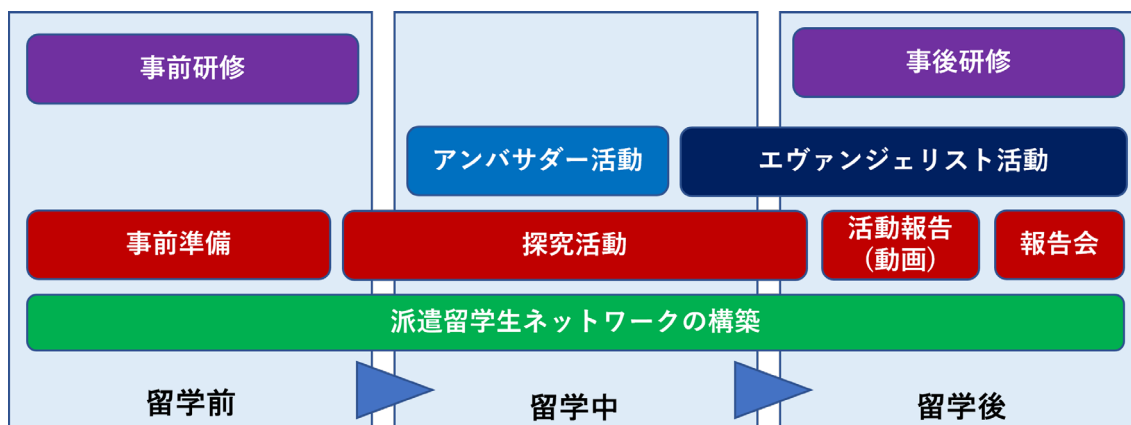 事前研修
事後研修
アンバサダー活動
エヴァンジェリスト活動
事前準備
探究活動
活動報告
(動画)
報告会
派遣留学生ネットワークの構築
留学前
留学中
留学後